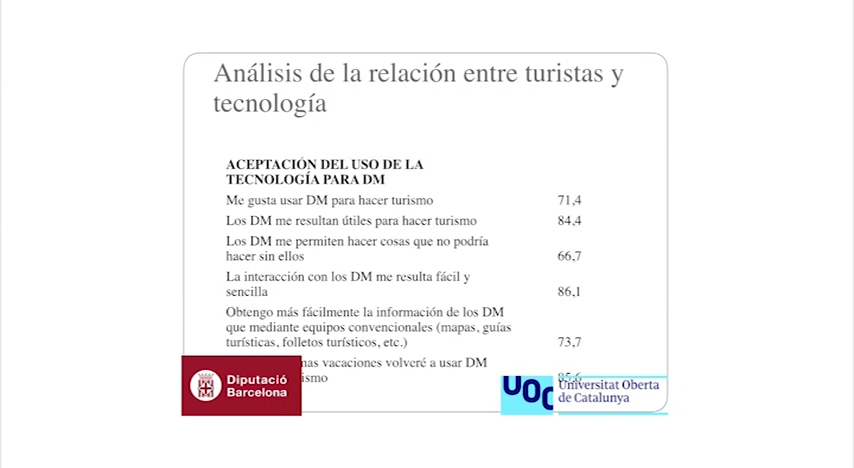 Análisis de la relación entre turistas y
tecnología
ACEPTACIÓN DEL USO DE LA
TECNOLOGÍA PARA DM
Me gusta usar DM para hacer turismo 71,4
Los DM me resultan útiles para hacer turismo 84,4
Los DM me permiten hacer cosas que no podría
hacer sin ellos 66,7
La interacción con los DM me resulta fácil y
sencilla 86,1
Obtengo más fácilmente la información de los DM
que mediante equipos convencionales (mapas, guías
turísticas, folletos turísticos, etc.) 73,7
vacaciones volveré a usar DM
Diputació
Barcelona
UOC
Universitat Oberta
de Catalunya